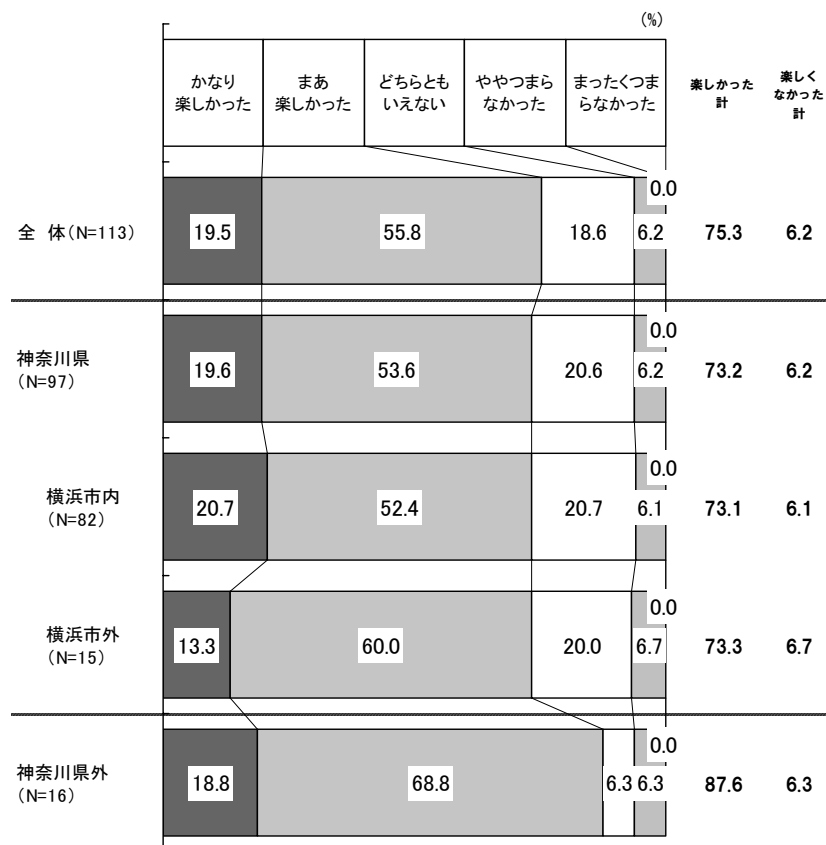 (%)
かなり
楽しかった
まあ
楽しかった
どちらとも
いえない
ややつまら
なかった
まったくつま
らなかった
楽しかった
計
楽しく
なかった
計
全 体(N=113)
19.5
55.8
18.6
6.2
0.0
75.3
6.2
神奈川県
(N=97)
19.6
53.6
20.6
6.2
0.0
73.2
6.2
横浜市内
(N=82)
20.7
52.4
20.7
6.1
0.0
73.1
6.1
横浜市外
(N=15)
13.3
60.0
20.0
6.7
0.0
73.3
6.7
神奈川県外
(N=16)
18.8
68.8
6.3
6.3
0.0
87.6
6.3